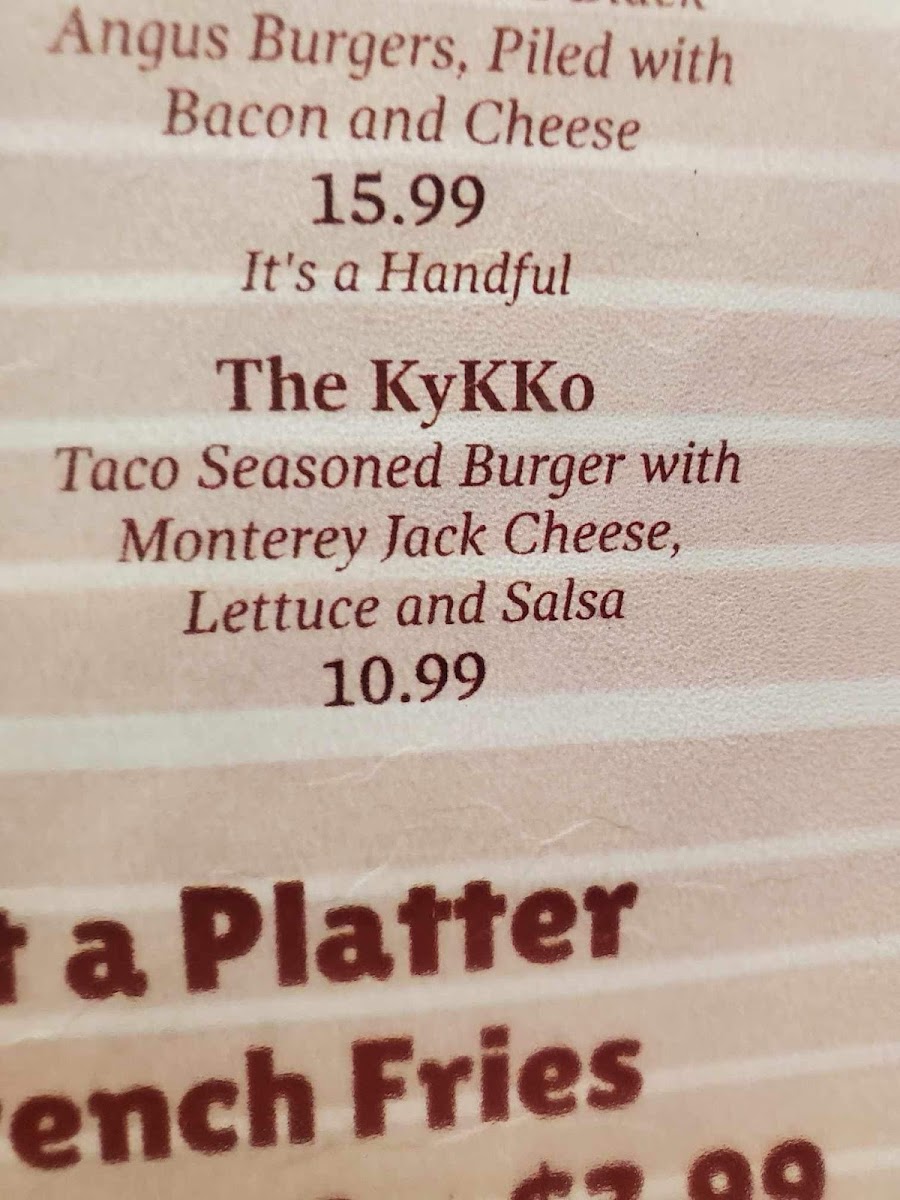 Angus Burgers, Piled with
Bacon and Cheese
15.99
It's a Handful
The KyKKo
Taco Seasoned Burger with
Monterey Jack Cheese,
Lettuce and Salsa
10.99
a Platter
Fries